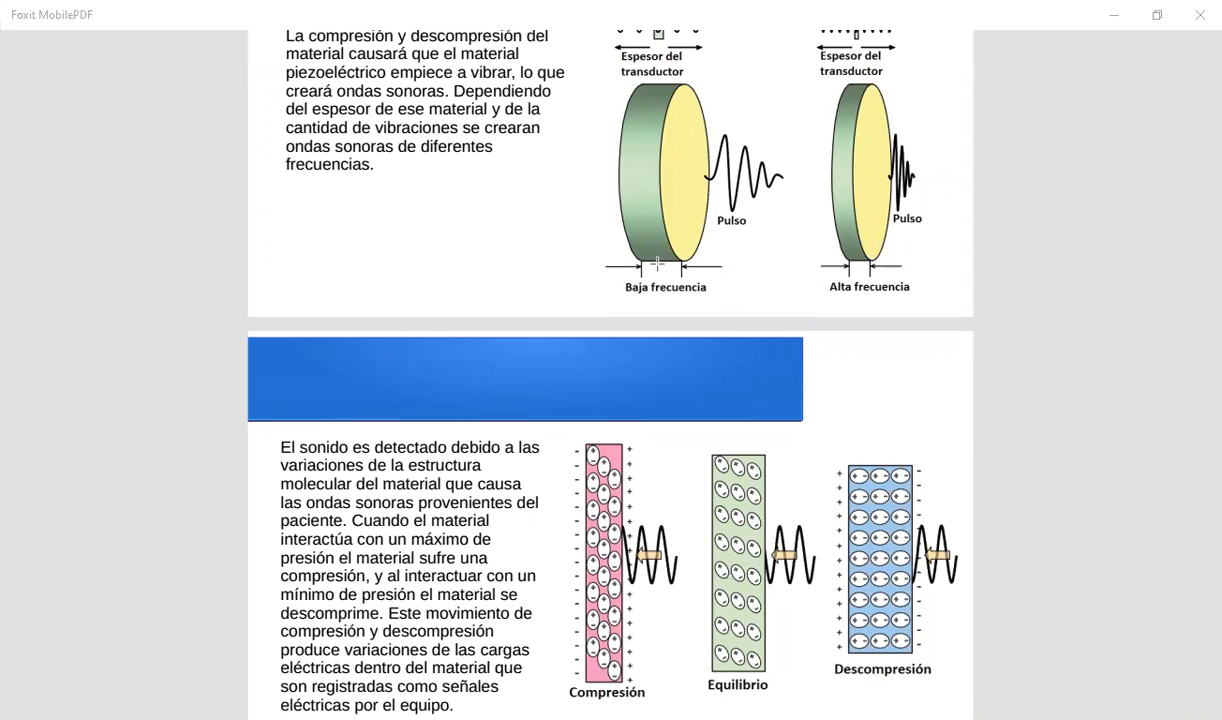 Foxit MobilePDF
La compresión y descompresión del
material causará que el material
piezoeléctrico empiece a vibrar, lo que
creará ondas sonoras. Dependiendo
del espesor de ese material y de la
cantidad de vibraciones se crearan
ondas sonoras de diferentes
frecuencias.
Espesor del
transductor
Pulso
Baja frecuencia
Espesor del
transductor
Pulso
Alta frecuencia
El sonido es detectado debido a las
variaciones de la estructura
molecular del material que causa
las ondas sonoras provenientes del
paciente. Cuando el material
interactúa con un máximo de
presión el material sufre una
compresión, y al interactuar con un
mínimo de presión el material se
descomprime. Este movimiento de
compresión y descompresión
produce variaciones de las cargas
eléctricas dentro del material que
son registradas como señales
eléctricas por el equipo.
Compresión
Equilibrio
Descompresión